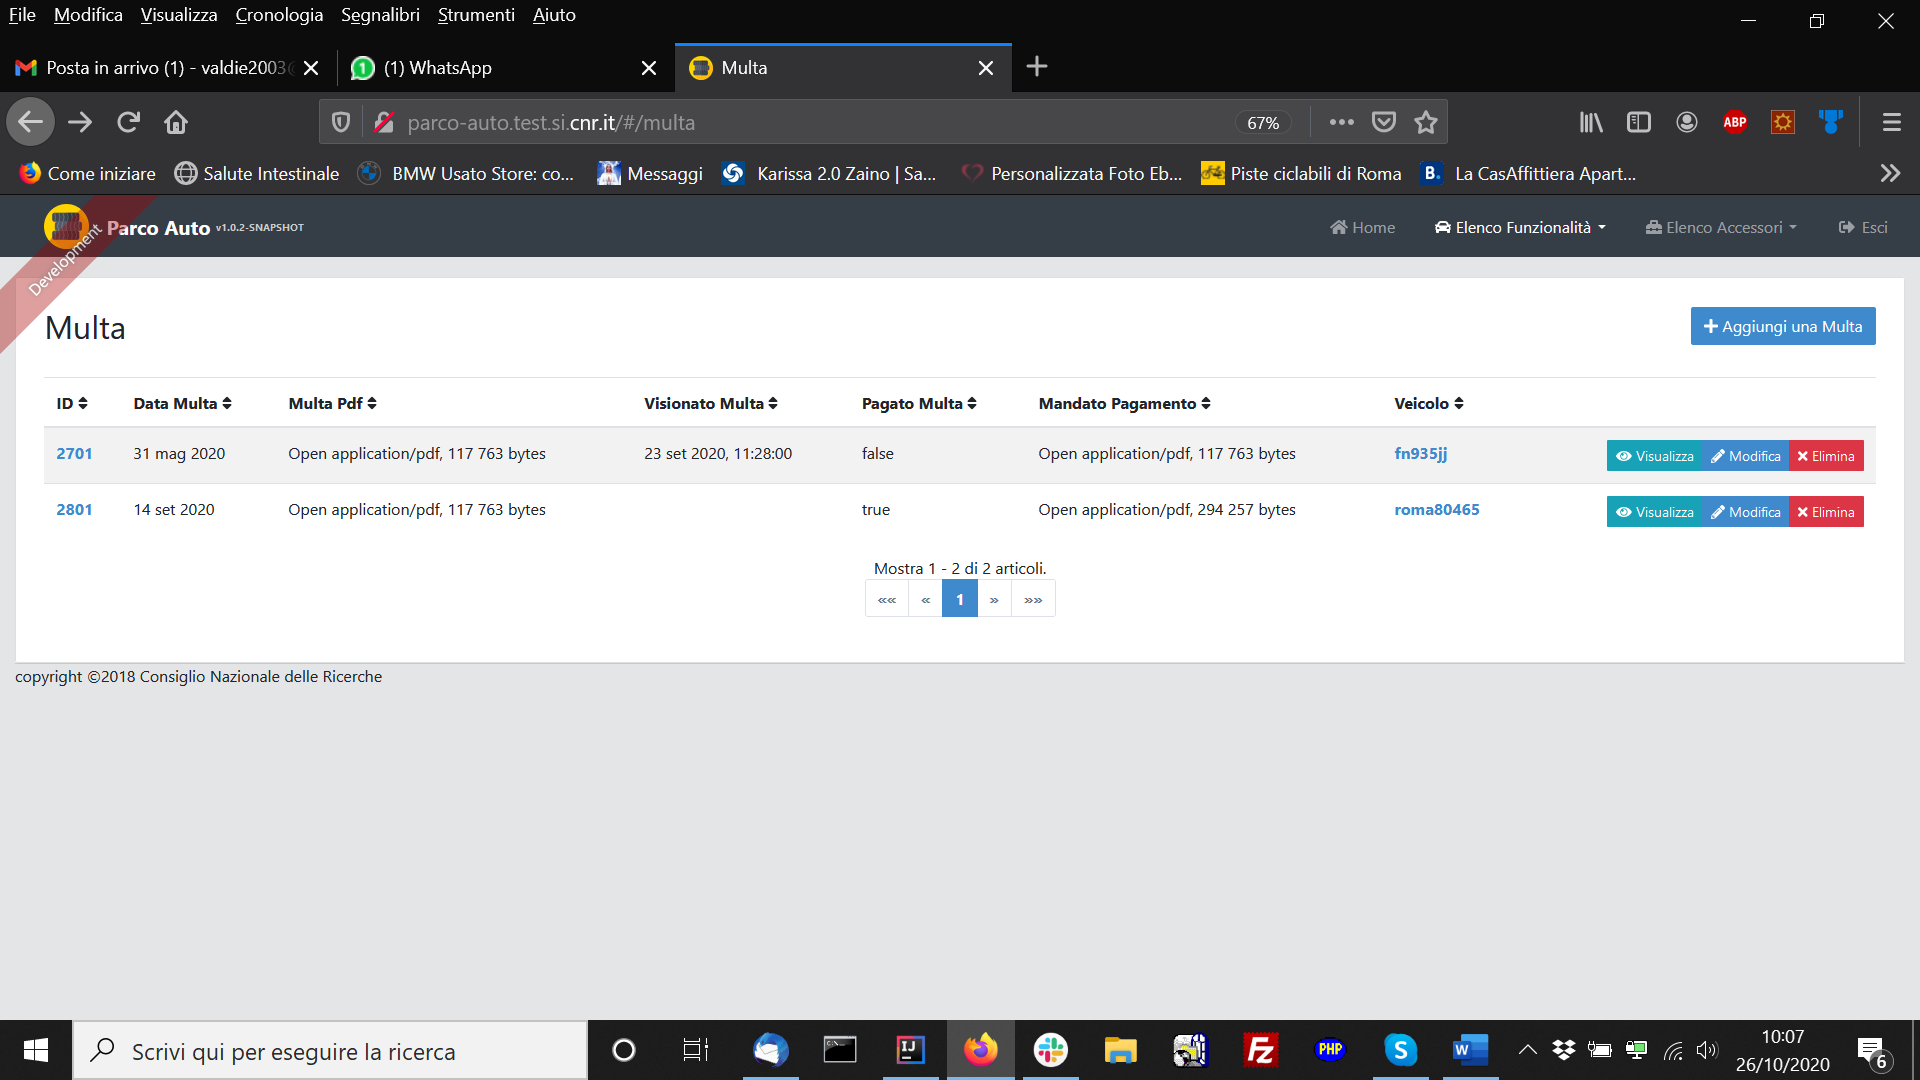 File Modifica Visualizza Cronologia Segnalibri Strumenti Aiuto
Posta in arrivo (1) - valdie2003@
(1) WhatsApp
Multa
parco-auto.test.si.cnr.it/#/multa
67%
ABP
Come iniziare
Salute Intestinale
BMW Usato Store: co...
Messaggi
Karissa 2.0 Zaino | Sa...
Personalizzata Foto Eb...
Piste ciclabili di Roma
B.
La CasAffittiera Apart...
Development
Parco Auto v1.0.2-SNAPSHOT
Home
Elenco Funzionalità
Elenco Accessori
Esci
Multa
Aggiungi una Multa
ID Data Multa Multa Pdf Visionato Multa Pagato Multa Mandato Pagamento Veicolo
2701 31 mag 2020 Open application/pdf, 117 763 bytes 23 set 2020, 11:28:00 false Open application/pdf, 117 763 bytes fn935jj Visualizza Modifica Elimina
2801 14 set 2020 Open application/pdf, 117 763 bytes true Open application/pdf, 294 257 bytes roma80465 Visualizza Modifica Elimina
Mostra 1 - 2 di 2 articoli.
«« « 1 » »»
copyright ©2018 Consiglio Nazionale delle Ricerche
Scrivi qui per eseguire la ricerca
IJ
FZ
PHP
S
W
10:07
26/10/2020
6